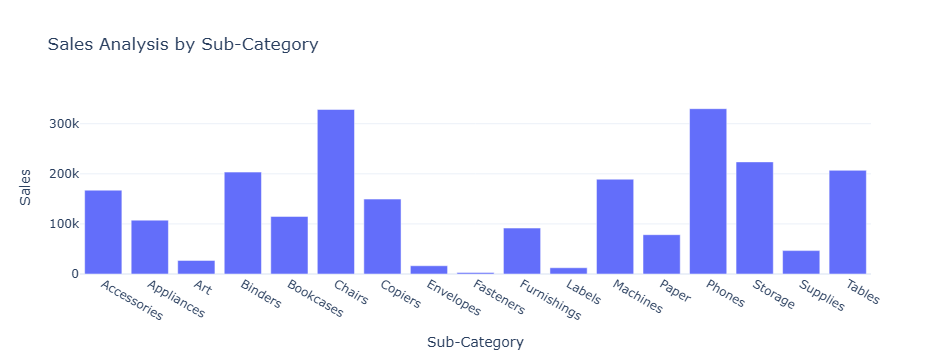 Sales Analysis by Sub-Category
300k
200k
100k
0
Sales
Accessories
Appliances
Art
Binders
Bookcases
Chairs
Copiers
Envelopes
Fasteners
Furnishings
Labels
Machines
Paper
Phones
Storage
Supplies
Tables
Sub-Category